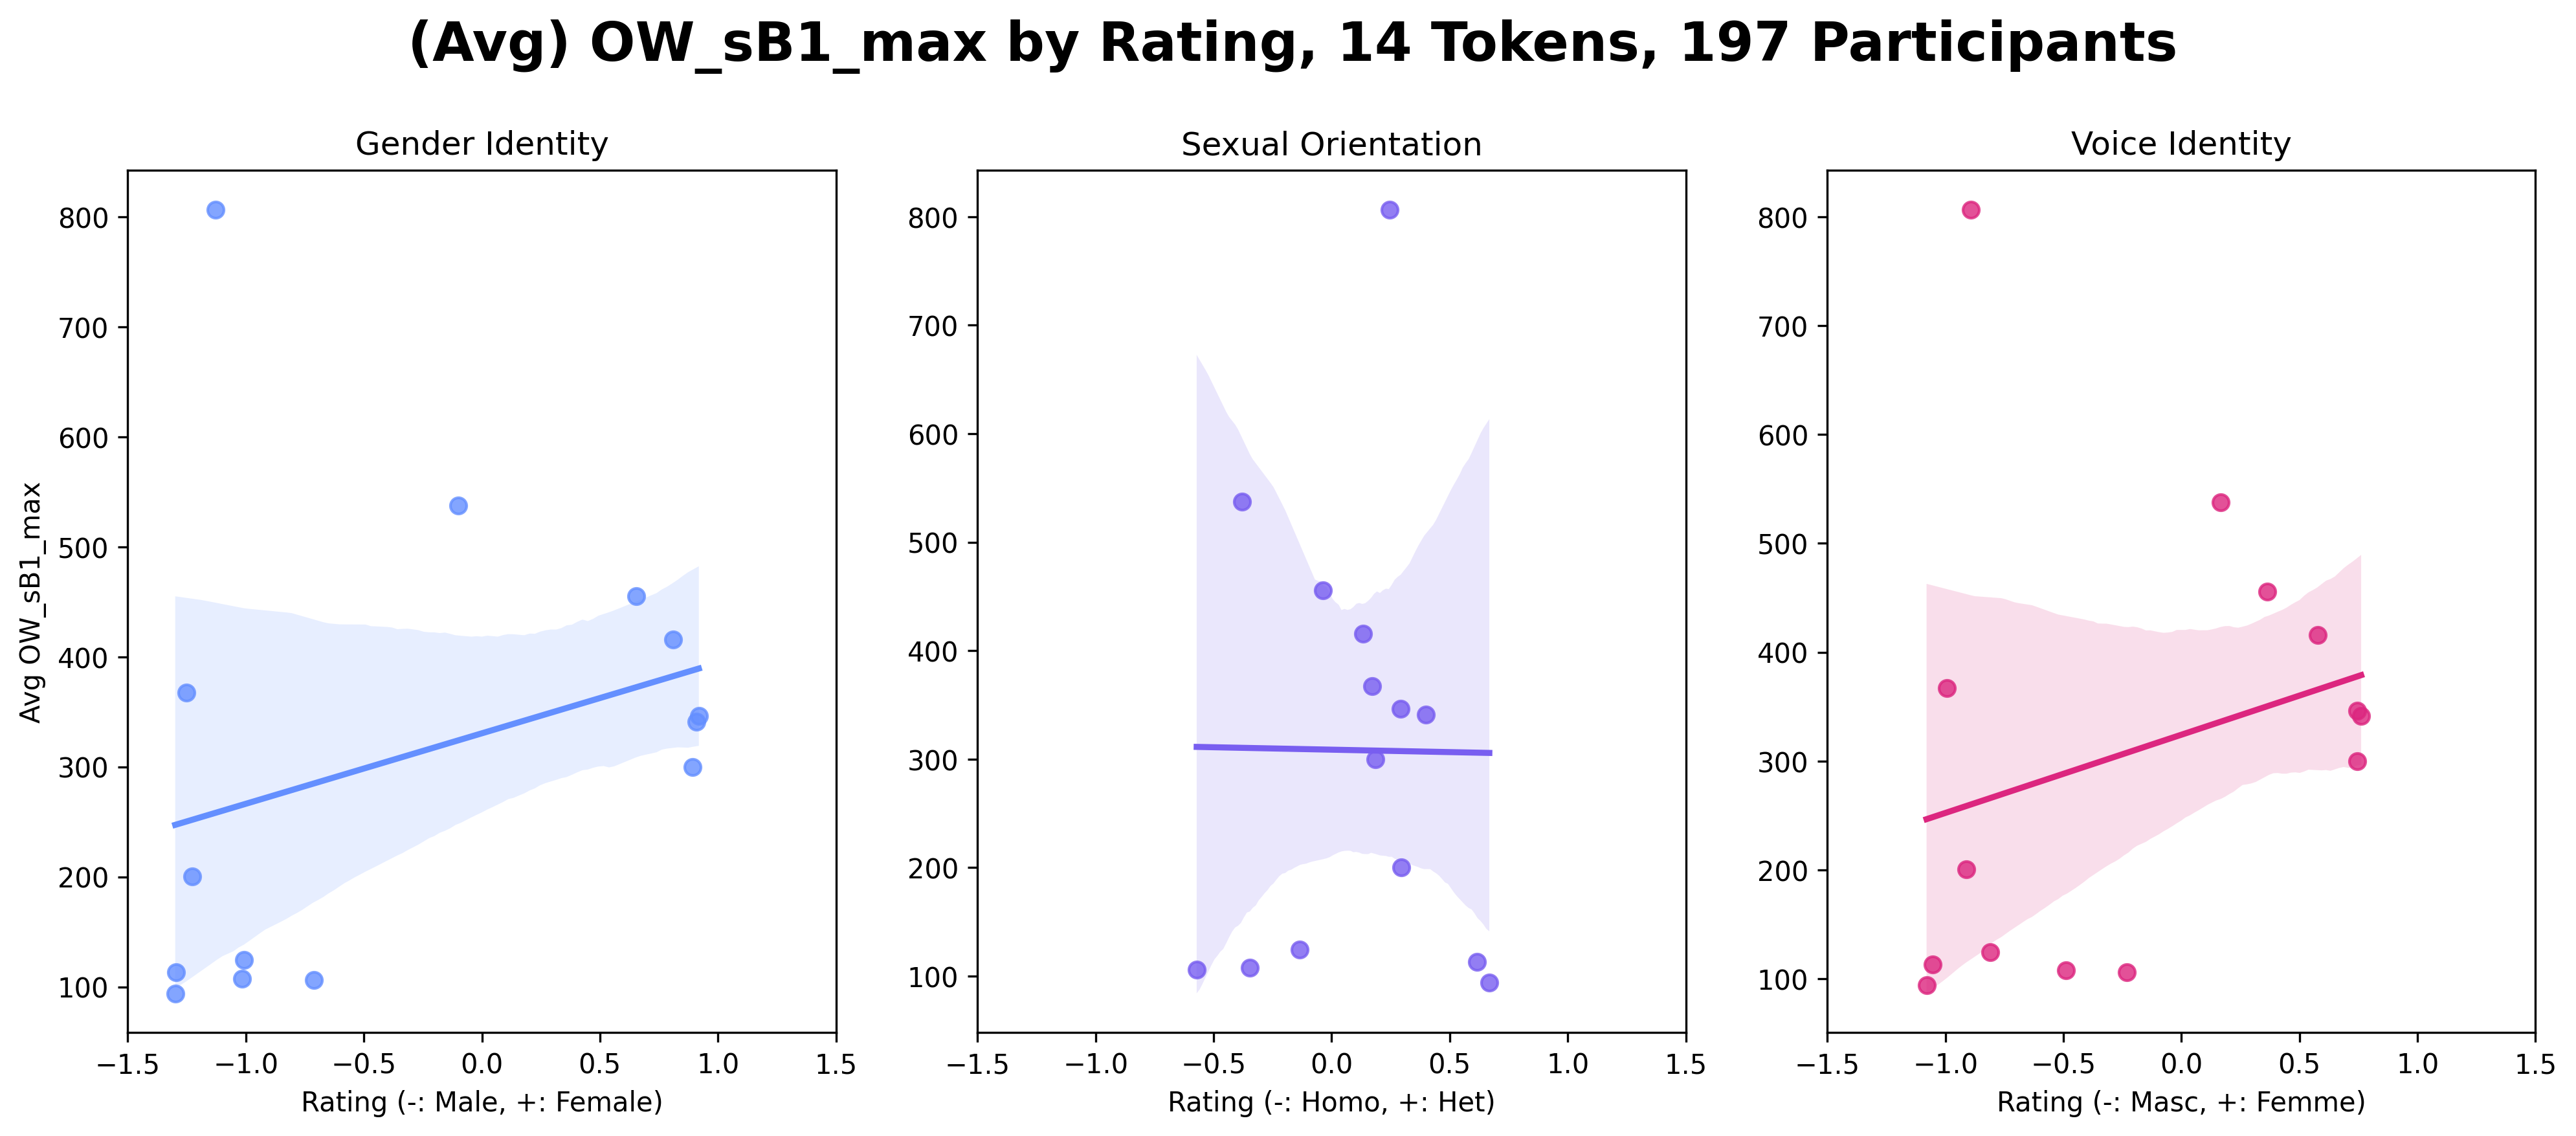 (Avg) OW_sB1_max by Rating, 14 Tokens, 197 Participants
Gender Identity
Avg OW_sB1_max
800
700
600
500
400
300
200
100
−1.5 −1.0 −0.5 0.0 0.5 1.0 1.5
Rating (-: Male, +: Female)
Sexual Orientation
800
700
600
500
400
300
200
100
−1.5 −1.0 −0.5 0.0 0.5 1.0 1.5
Rating (-: Homo, +: Het)
Voice Identity
800
700
600
500
400
300
200
100
−1.5 −1.0 −0.5 0.0 0.5 1.0 1.5
Rating (-: Masc, +: Femme)